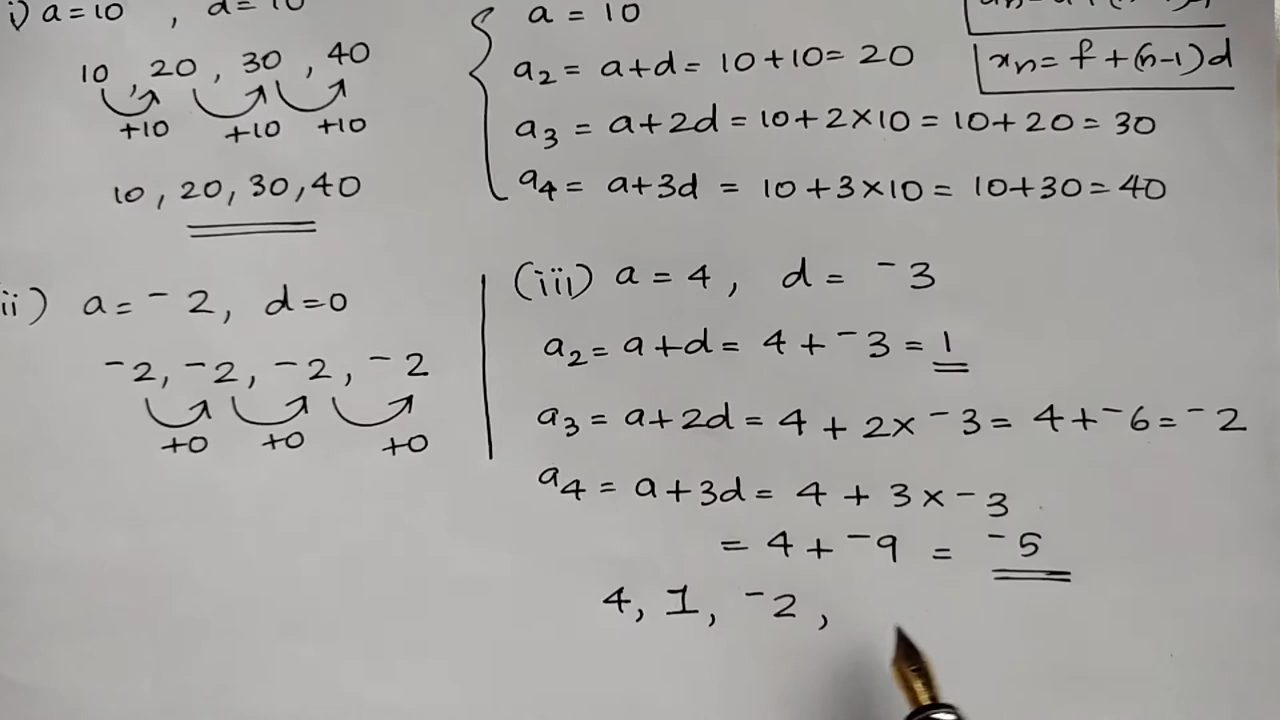 i) a = 10 , d = 10
10 , 20 , 30 , 40
+10 +10 +10
10 , 20 , 30 , 40
a = 10
a₂ = a+d = 10+10 = 20
a₃ = a+2d = 10+2×10 = 10+20 = 30
a₄ = a+3d = 10+3×10 = 10+30 = 40
xₙ = f + (n-1)d
ii) a = ⁻2, d = 0
⁻2, ⁻2, ⁻2, ⁻2
+0 +0 +0
(iii) a = 4 , d = ⁻3
a₂ = a+d = 4 + ⁻3 = 1
a₃ = a+2d = 4 + 2× ⁻3 = 4+ ⁻6 = ⁻2
a₄ = a+3d = 4 + 3×⁻3
= 4 + ⁻9 = ⁻5
4, 1, ⁻2,